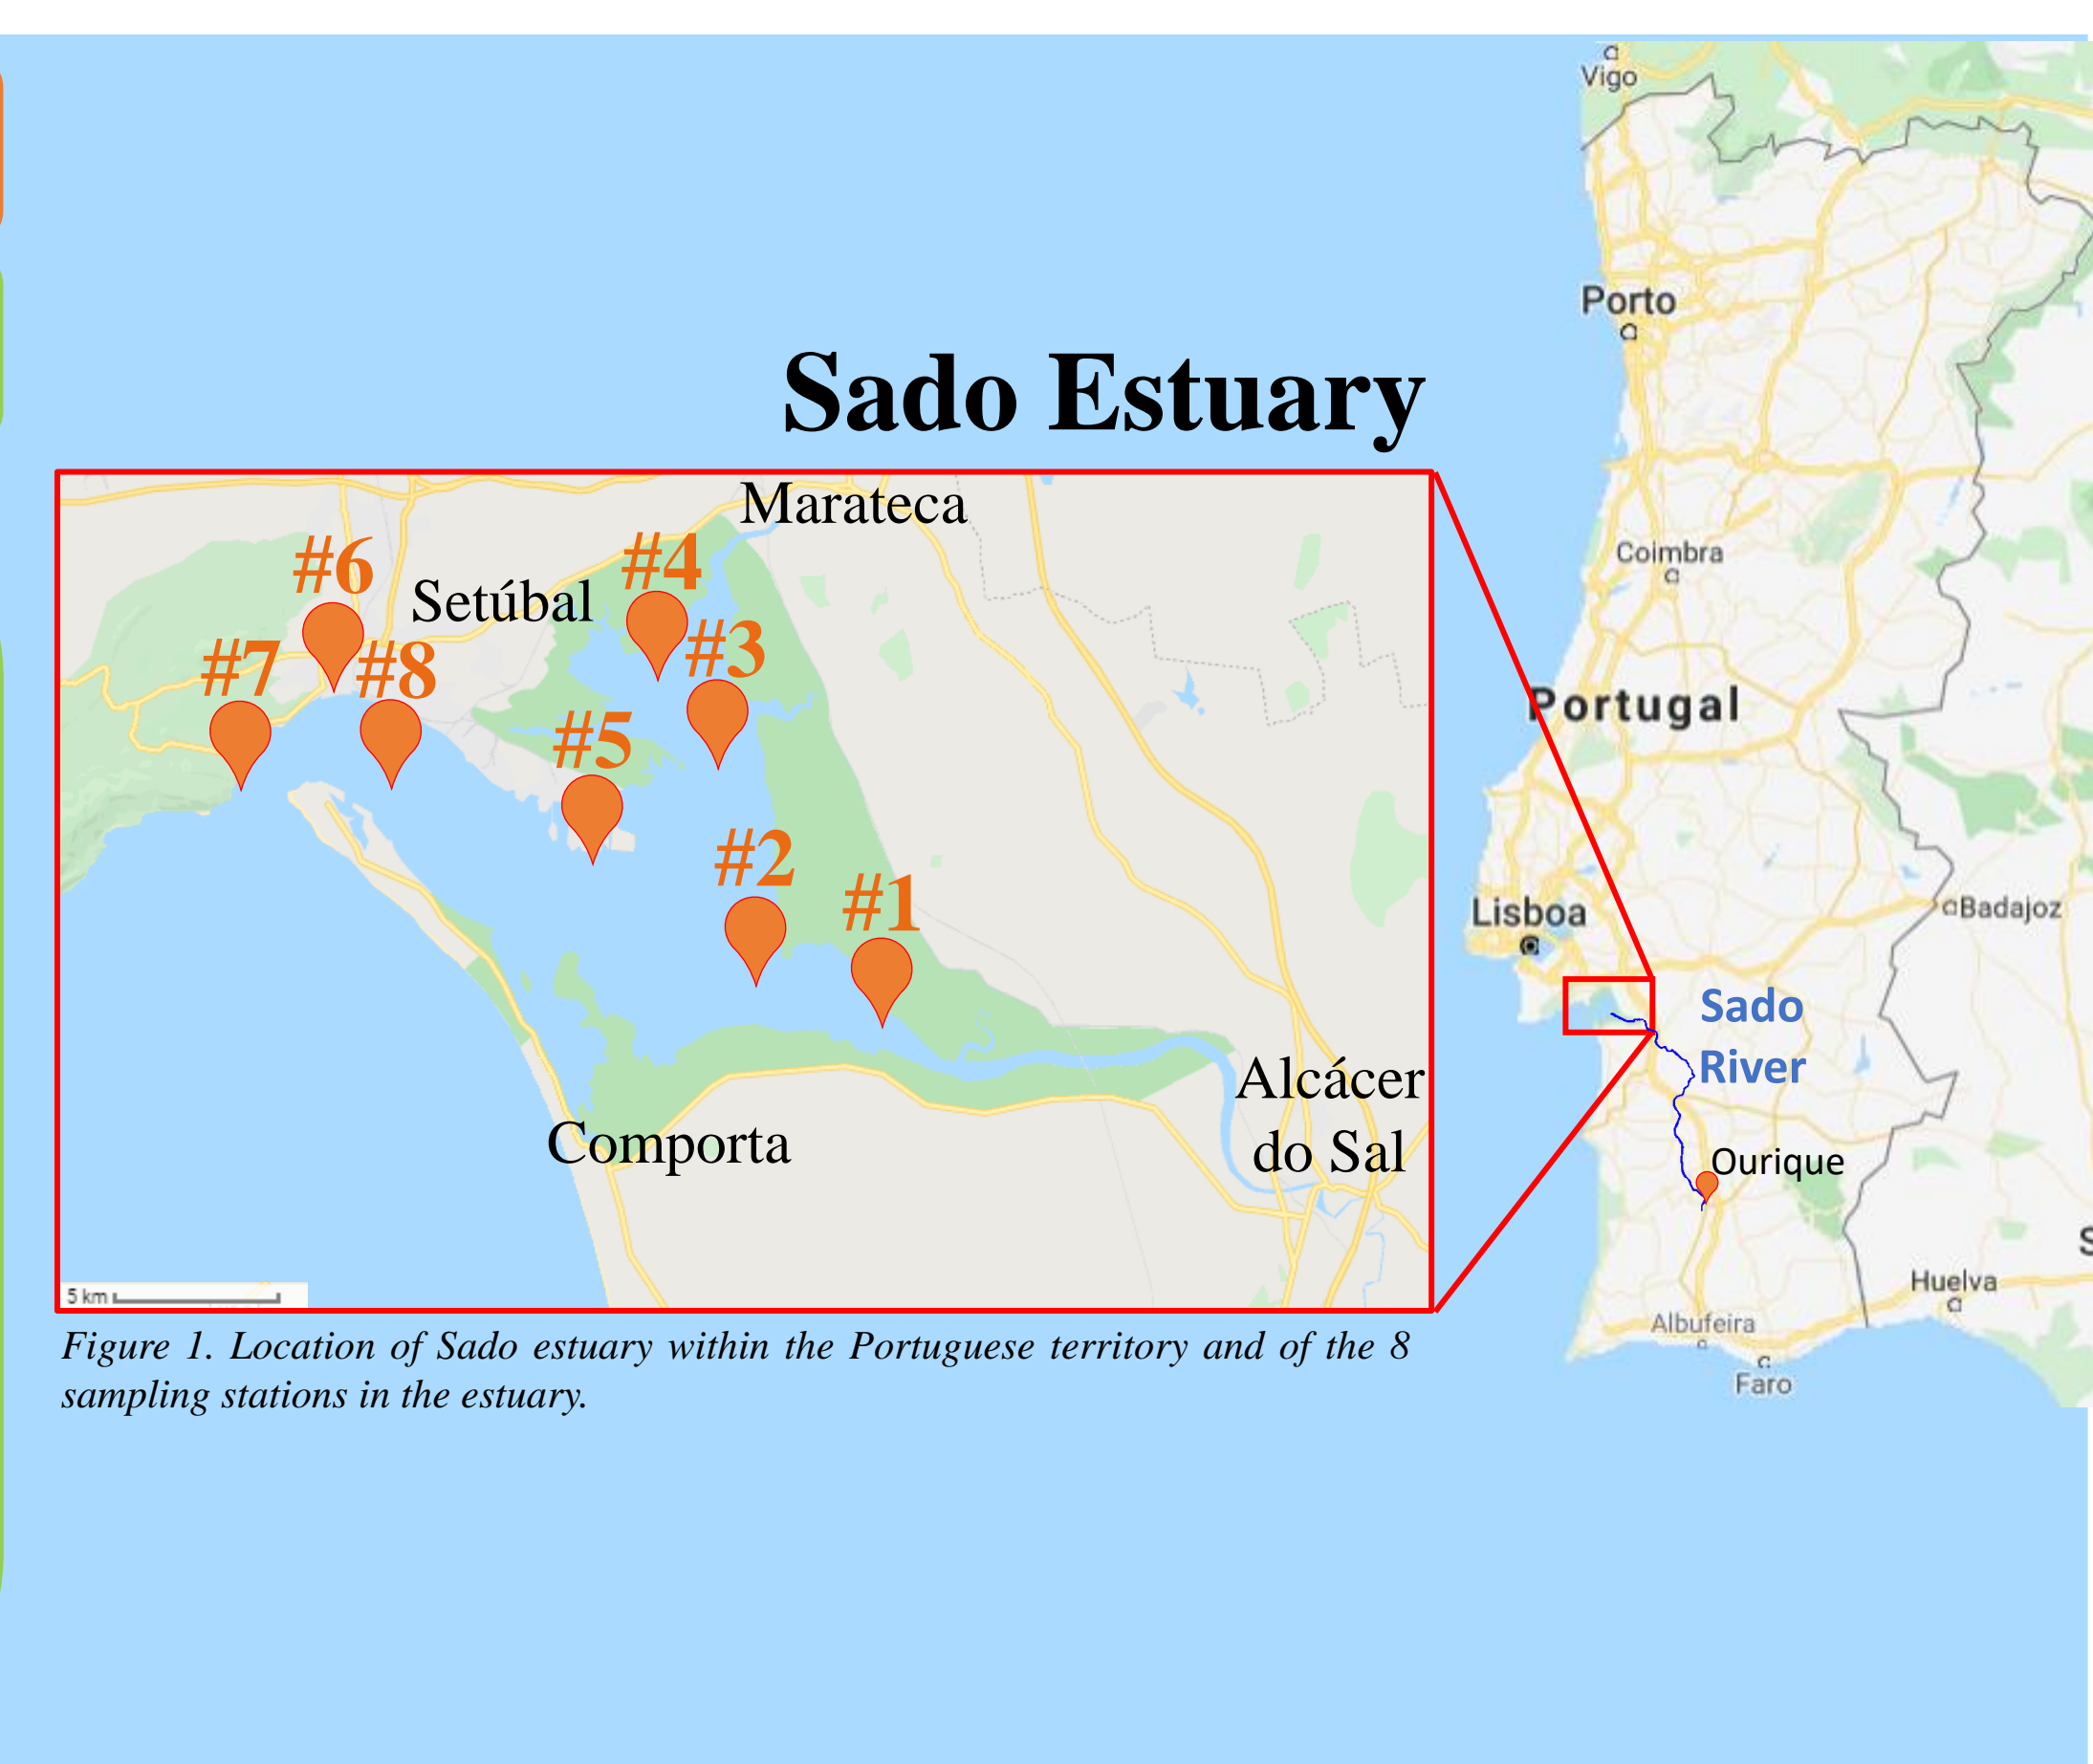 Vigo
Porto
Sado Estuary
Marateca
#6
#4
Setúbal
#3
#7
#8
#5
#2
#1
Alcácer
do Sal
Comporta
5 km
Coimbra
Portugal
Lisboa
Badajoz
Sado
River
Ourique
Huelva
Albufeira
Faro
S
Figure 1. Location of Sado estuary within the Portuguese territory and of the 8
sampling stations in the estuary.